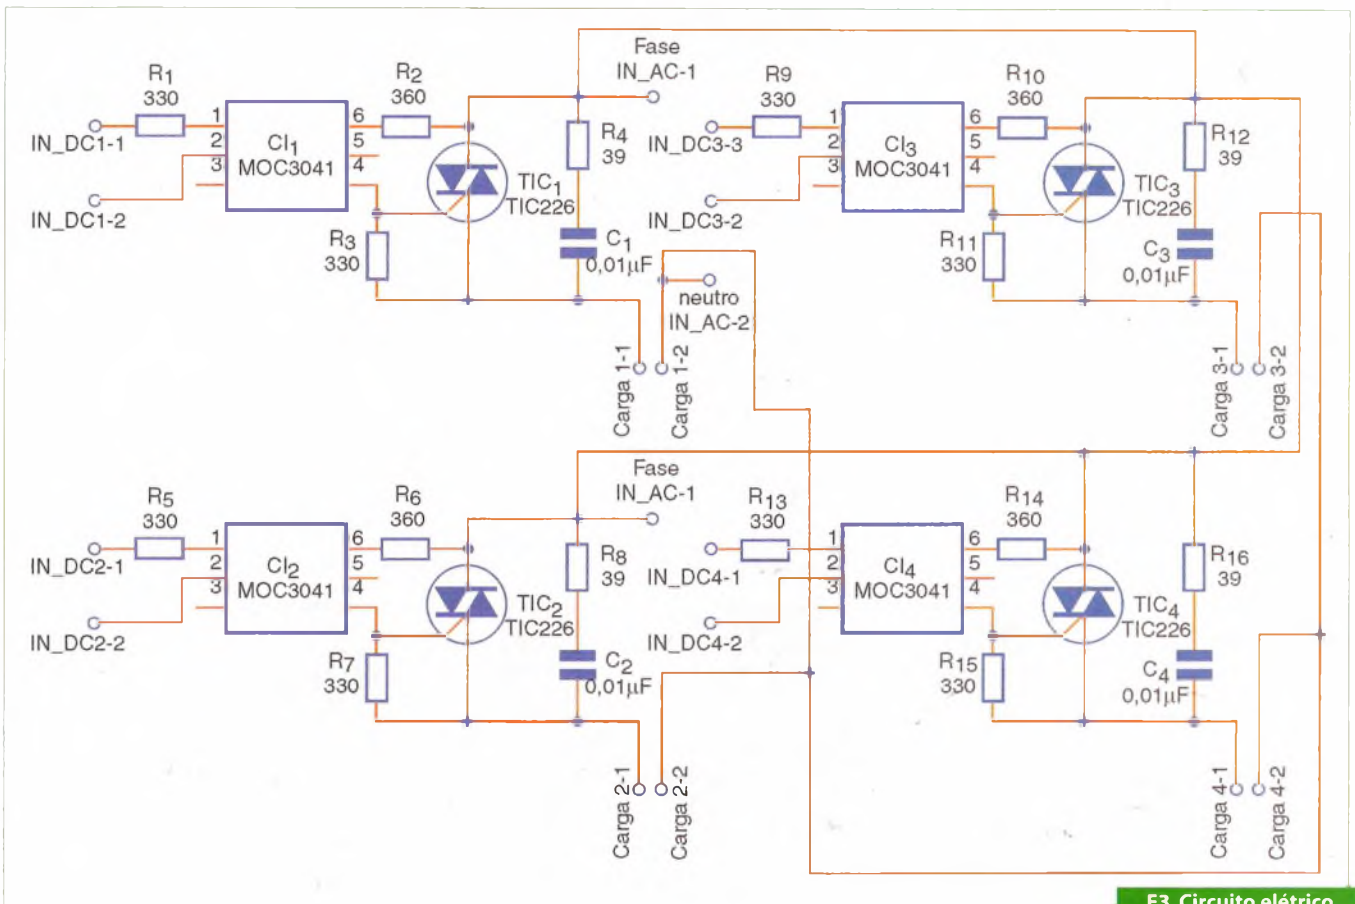 Fase
IN_AC-1
R1
330
R2
360
IN_DC1-1
IN_DC1-2
1
2
3
CI1
MOC3041
6
5
4
TIC1
TIC226
R3
330
R4
39
C1
0,01µF
neutro
IN_AC-2
Carga 1-1
Carga 1-2
R9
330
R10
360
IN_DC3-3
IN_DC3-2
1
2
3
CI3
MOC3041
6
5
4
TIC3
TIC226
R11
330
R12
39
C3
0,01µF
Carga 3-1
Carga 3-2
Fase
IN_AC-1
R5
330
R6
360
IN_DC2-1
IN_DC2-2
1
2
3
CI2
MOC3041
6
5
4
TIC2
TIC226
R7
330
R8
39
C2
0,01µF
Carga 2-1
Carga 2-2
R13
330
R14
360
IN_DC4-1
IN_DC4-2
1
2
3
CI4
MOC3041
6
5
4
TIC4
TIC226
R15
330
R16
39
C4
0,01µF
Carga 4-1
Carga 4-2
F3. Circuito elétrico